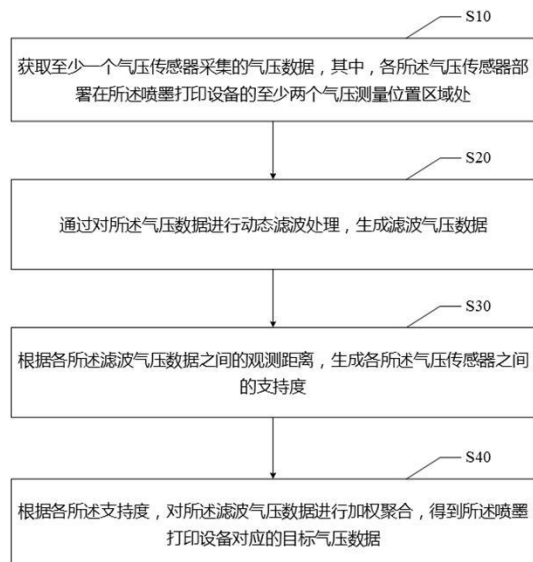 S10
获取至少一个气压传感器采集的气压数据，其中，各所述气压传感器部
署在所述喷墨打印设备的至少两个气压测量位置区域处
S20
通过对所述气压数据进行动态滤波处理，生成滤波气压数据
S30
根据各所述滤波气压数据之间的观测距离，生成各所述气压传感器之间
的支持度
S40
根据各所述支持度，对所述滤波气压数据进行加权聚合，得到所述喷墨
打印设备对应的目标气压数据